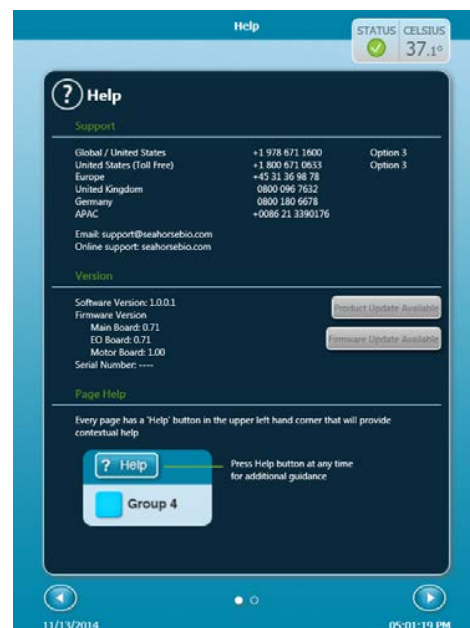 Help
STATUS CELSIUS
37.1°
? Help
Support
Global / United States +1 978 671 1600 Option 3
United States (Toll Free) +1 800 671 0633 Option 3
Europe +45 31 36 98 78
United Kingdom 0800 096 7632
Germany 0800 180 6678
APAC +0086 21 3390176
Email: support@seahorsebio.com
Online support: seahorsebio.com
Version
Software Version: 1.0.0.1
Product Update Available
Firmware Version
Main Board: 0.71
EO Board: 0.71
Firmware Update Available
Motor Board: 1.00
Serial Number: ----
Page Help
Every page has a 'Help' button in the upper left hand corner that will provide
contextual help
? Help
Press Help button at any time
for additional guidance
Group 4
11/13/2014 05:01:19 PM